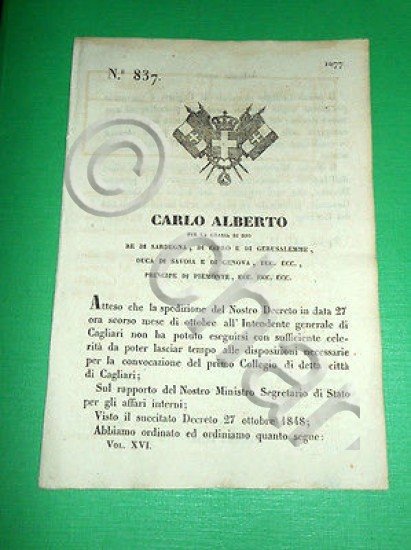 N.° 837.
1077
CARLO ALBERTO
PER LA GRAZIA DI DIO
RE DI SARDEGNA, DI CIPRO E DI GERUSALEMME,
DUCA DI SAVOIA E DI GENOVA, ECC. ECC.,
PRINCIPE DI PIEMONTE, ECC. ECC. ECC.
Atteso che la spedizione del Nostro Decreto in data 27
ora scorso mese di ottobre all' Intendente generale di
Cagliari non ha potuto eseguirsi con sufficiente cele-
rità da poter lasciar tempo alle disposizioni necessarie
per la convocazione del primo Collegio di detta città
di Cagliari;
Sul rapporto del Nostro Ministro Segretario di Stato
per gli affari interni;
Visto il succitato Decreto 27 ottobre 1848;
Abbiamo ordinato ed ordiniamo quanto segue:
VOL. XVI.